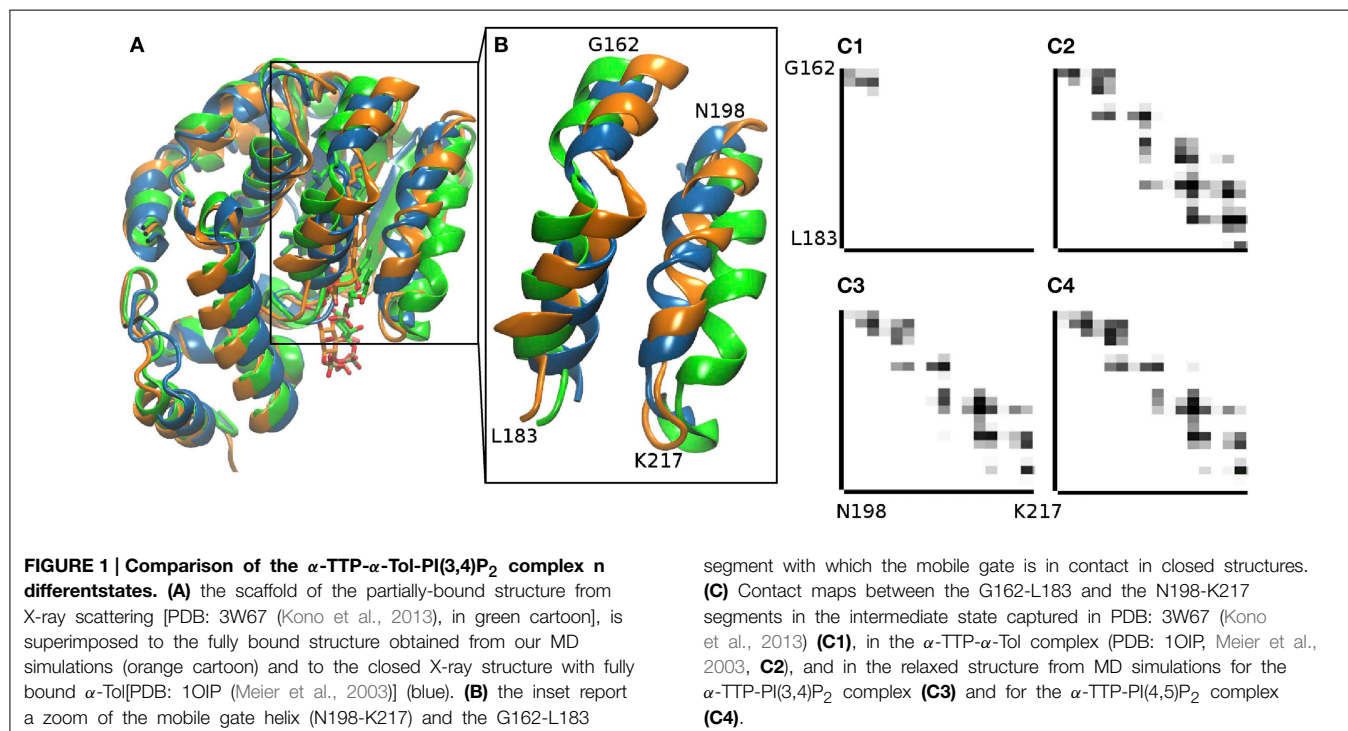 A
B
G162
N198
L183
K217
C1
C2
G162
L183
C3
C4
N198
K217
FIGURE 1 | Comparison of the α-TTP-α-Tol-PI(3,4)P2 complex n
differentstates. (A) the scaffold of the partially-bound structure from
X-ray scattering [PDB: 3W67 (Kono et al., 2013), in green cartoon], is
superimposed to the fully bound structure obtained from our MD
simulations (orange cartoon) and to the closed X-ray structure with fully
bound α-Tol[PDB: 1OIP (Meier et al., 2003)] (blue). (B) the inset report
a zoom of the mobile gate helix (N198-K217) and the G162-L183
segment with which the mobile gate is in contact in closed structures.
(C) Contact maps between the G162-L183 and the N198-K217
segments in the intermediate state captured in PDB: 3W67 (Kono
et al., 2013) (C1), in the α-TTP-α-Tol complex (PDB: 1OIP, Meier et al.,
2003, C2), and in the relaxed structure from MD simulations for the
α-TTP-PI(3,4)P2 complex (C3) and for the α-TTP-PI(4,5)P2 complex
(C4).